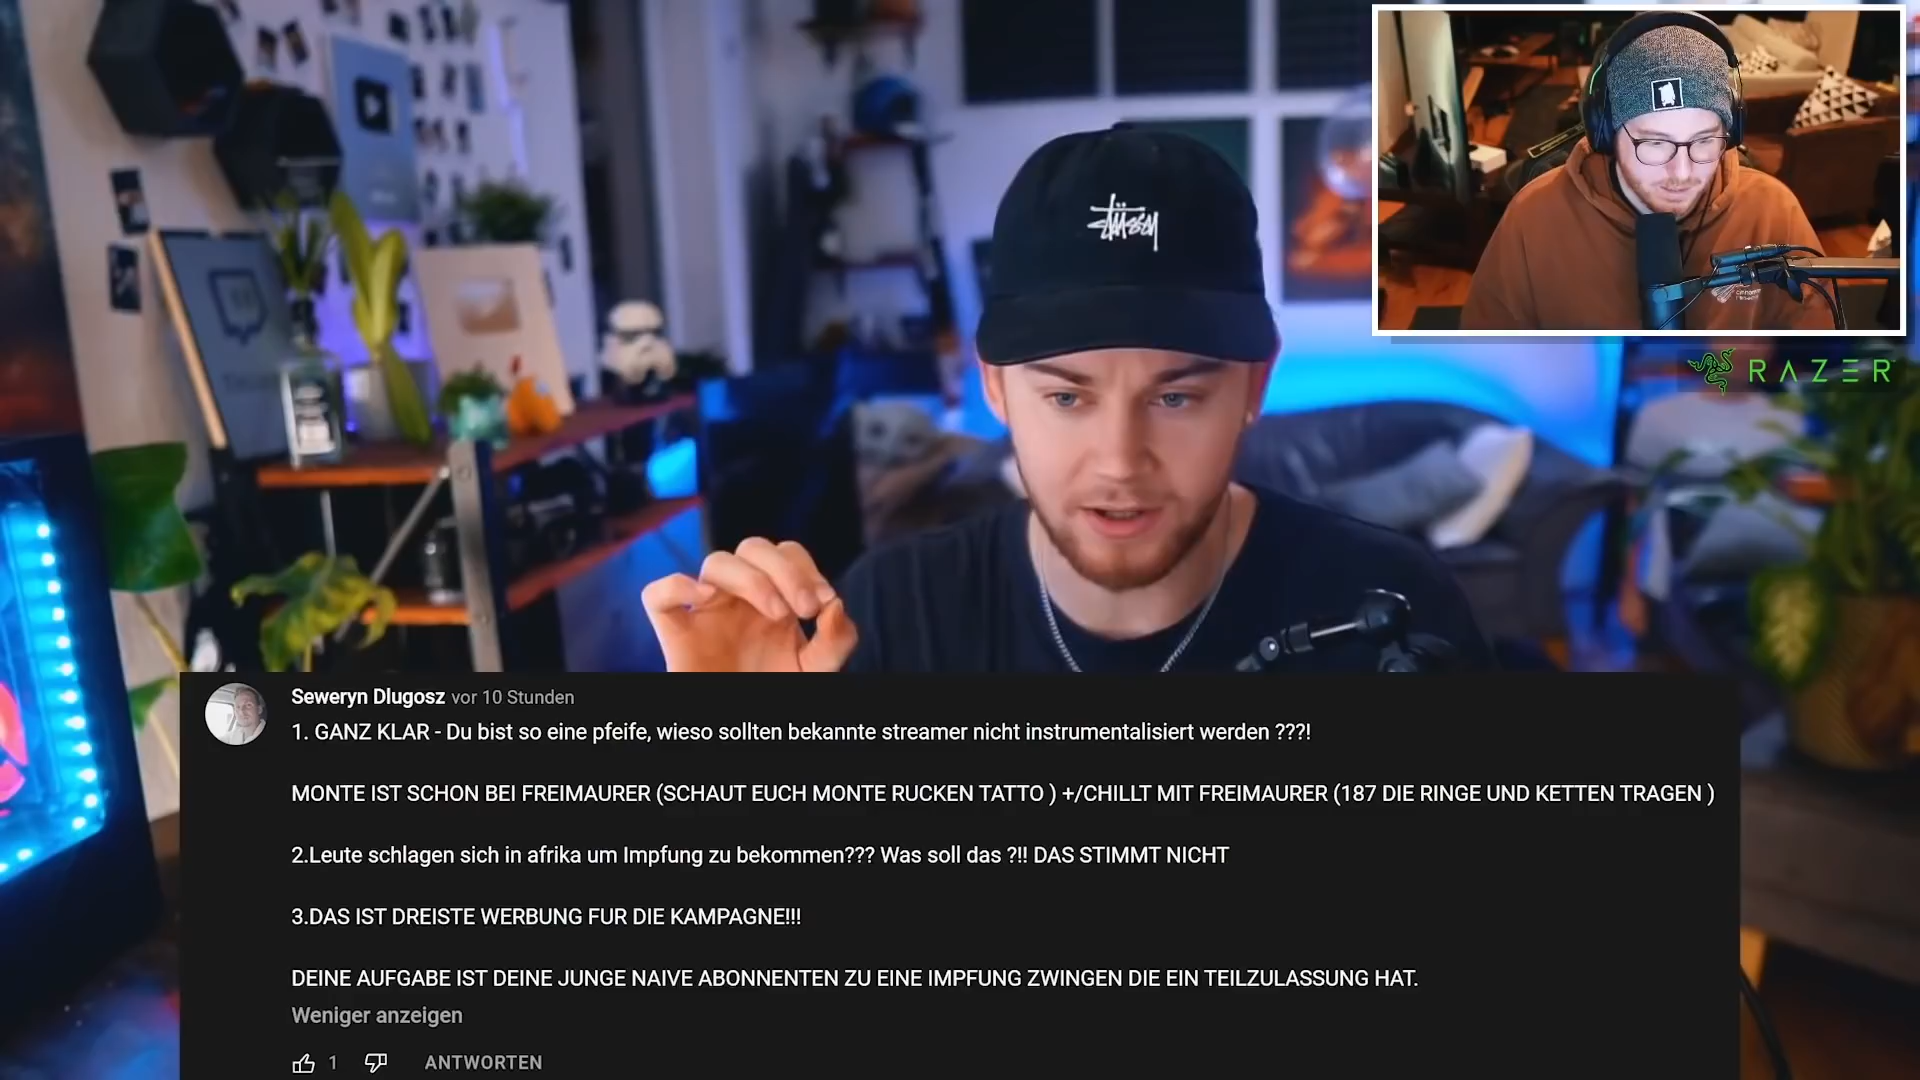 Stüssy
RAZER
Seweryn Dlugosz vor 10 Stunden
1. GANZ KLAR - Du bist so eine pfeife, wieso sollten bekannte streamer nicht instrumentalisiert werden ???!
MONTE IST SCHON BEI FREIMAURER (SCHAUT EUCH MONTE RUCKEN TATTO ) +/CHILLT MIT FREIMAURER (187 DIE RINGE UND KETTEN TRAGEN )
2.Leute schlagen sich in afrika um Impfung zu bekommen??? Was soll das ?!! DAS STIMMT NICHT
3.DAS IST DREISTE WERBUNG FUR DIE KAMPAGNE!!!
DEINE AUFGABE IST DEINE JUNGE NAIVE ABONNENTEN ZU EINE IMPFUNG ZWINGEN DIE EIN TEILZULASSUNG HAT.
Weniger anzeigen
1 ANTWORTEN